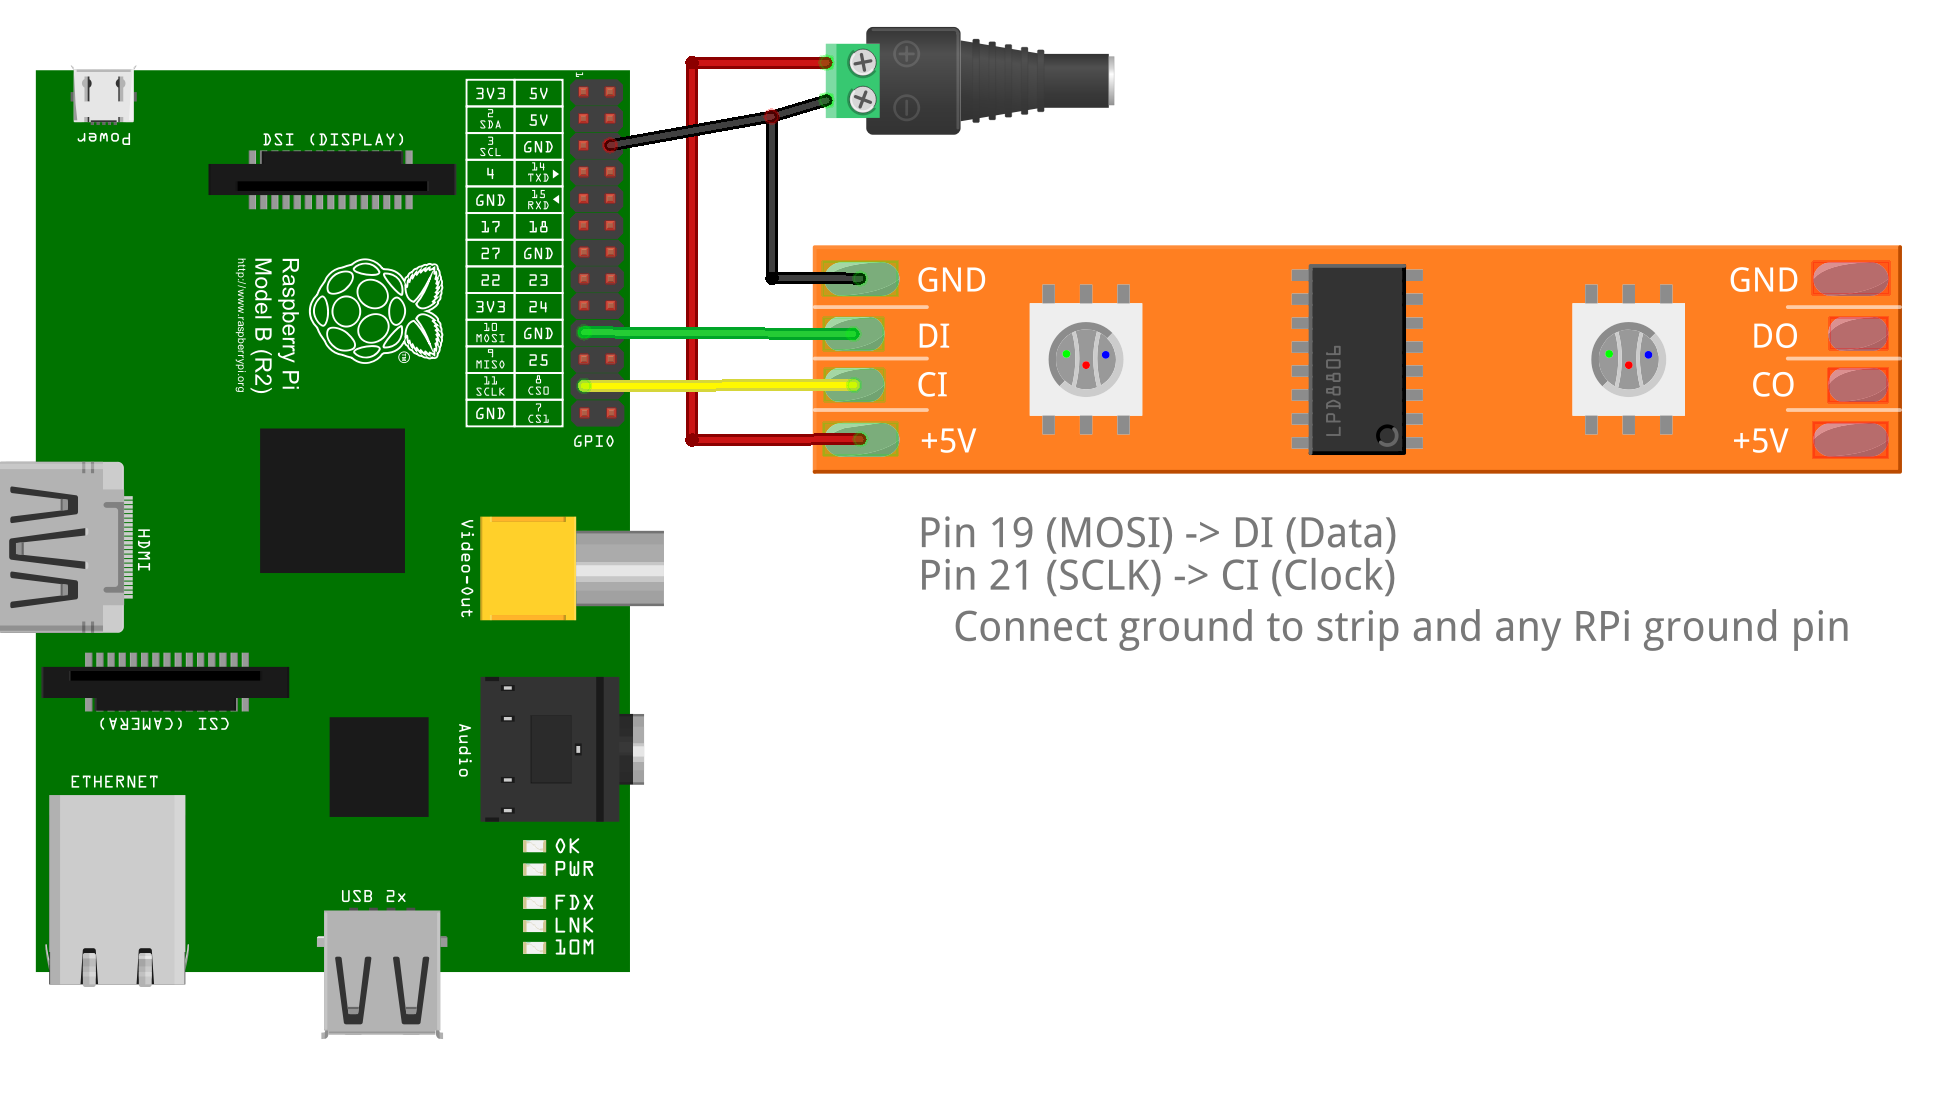 Power
DSI (DISPLAY)
1
3V3 5V
2 SDA 5V
3 SCL GND
4 14 TXD
GND 15 RXD
17 18
27 GND
22 23
3V3 24
10 MOSI GND
9 MISO 25
11 SCLK 8 CS0
GND 7 CS1
GPIO
Raspberry Pi
Model B (R2)
http://www.raspberrypi.org
TM
HDMI
Video-Out
CSI (CAMERA)
Audio
ETHERNET
USB 2x
OK
PWR
FDX
LNK
10M
+
−
GND
DI
CI
+5V
LPD8806
GND
DO
CO
+5V
Pin 19 (MOSI) -> DI (Data)
Pin 21 (SCLK) -> CI (Clock)
Connect ground to strip and any RPi ground pin